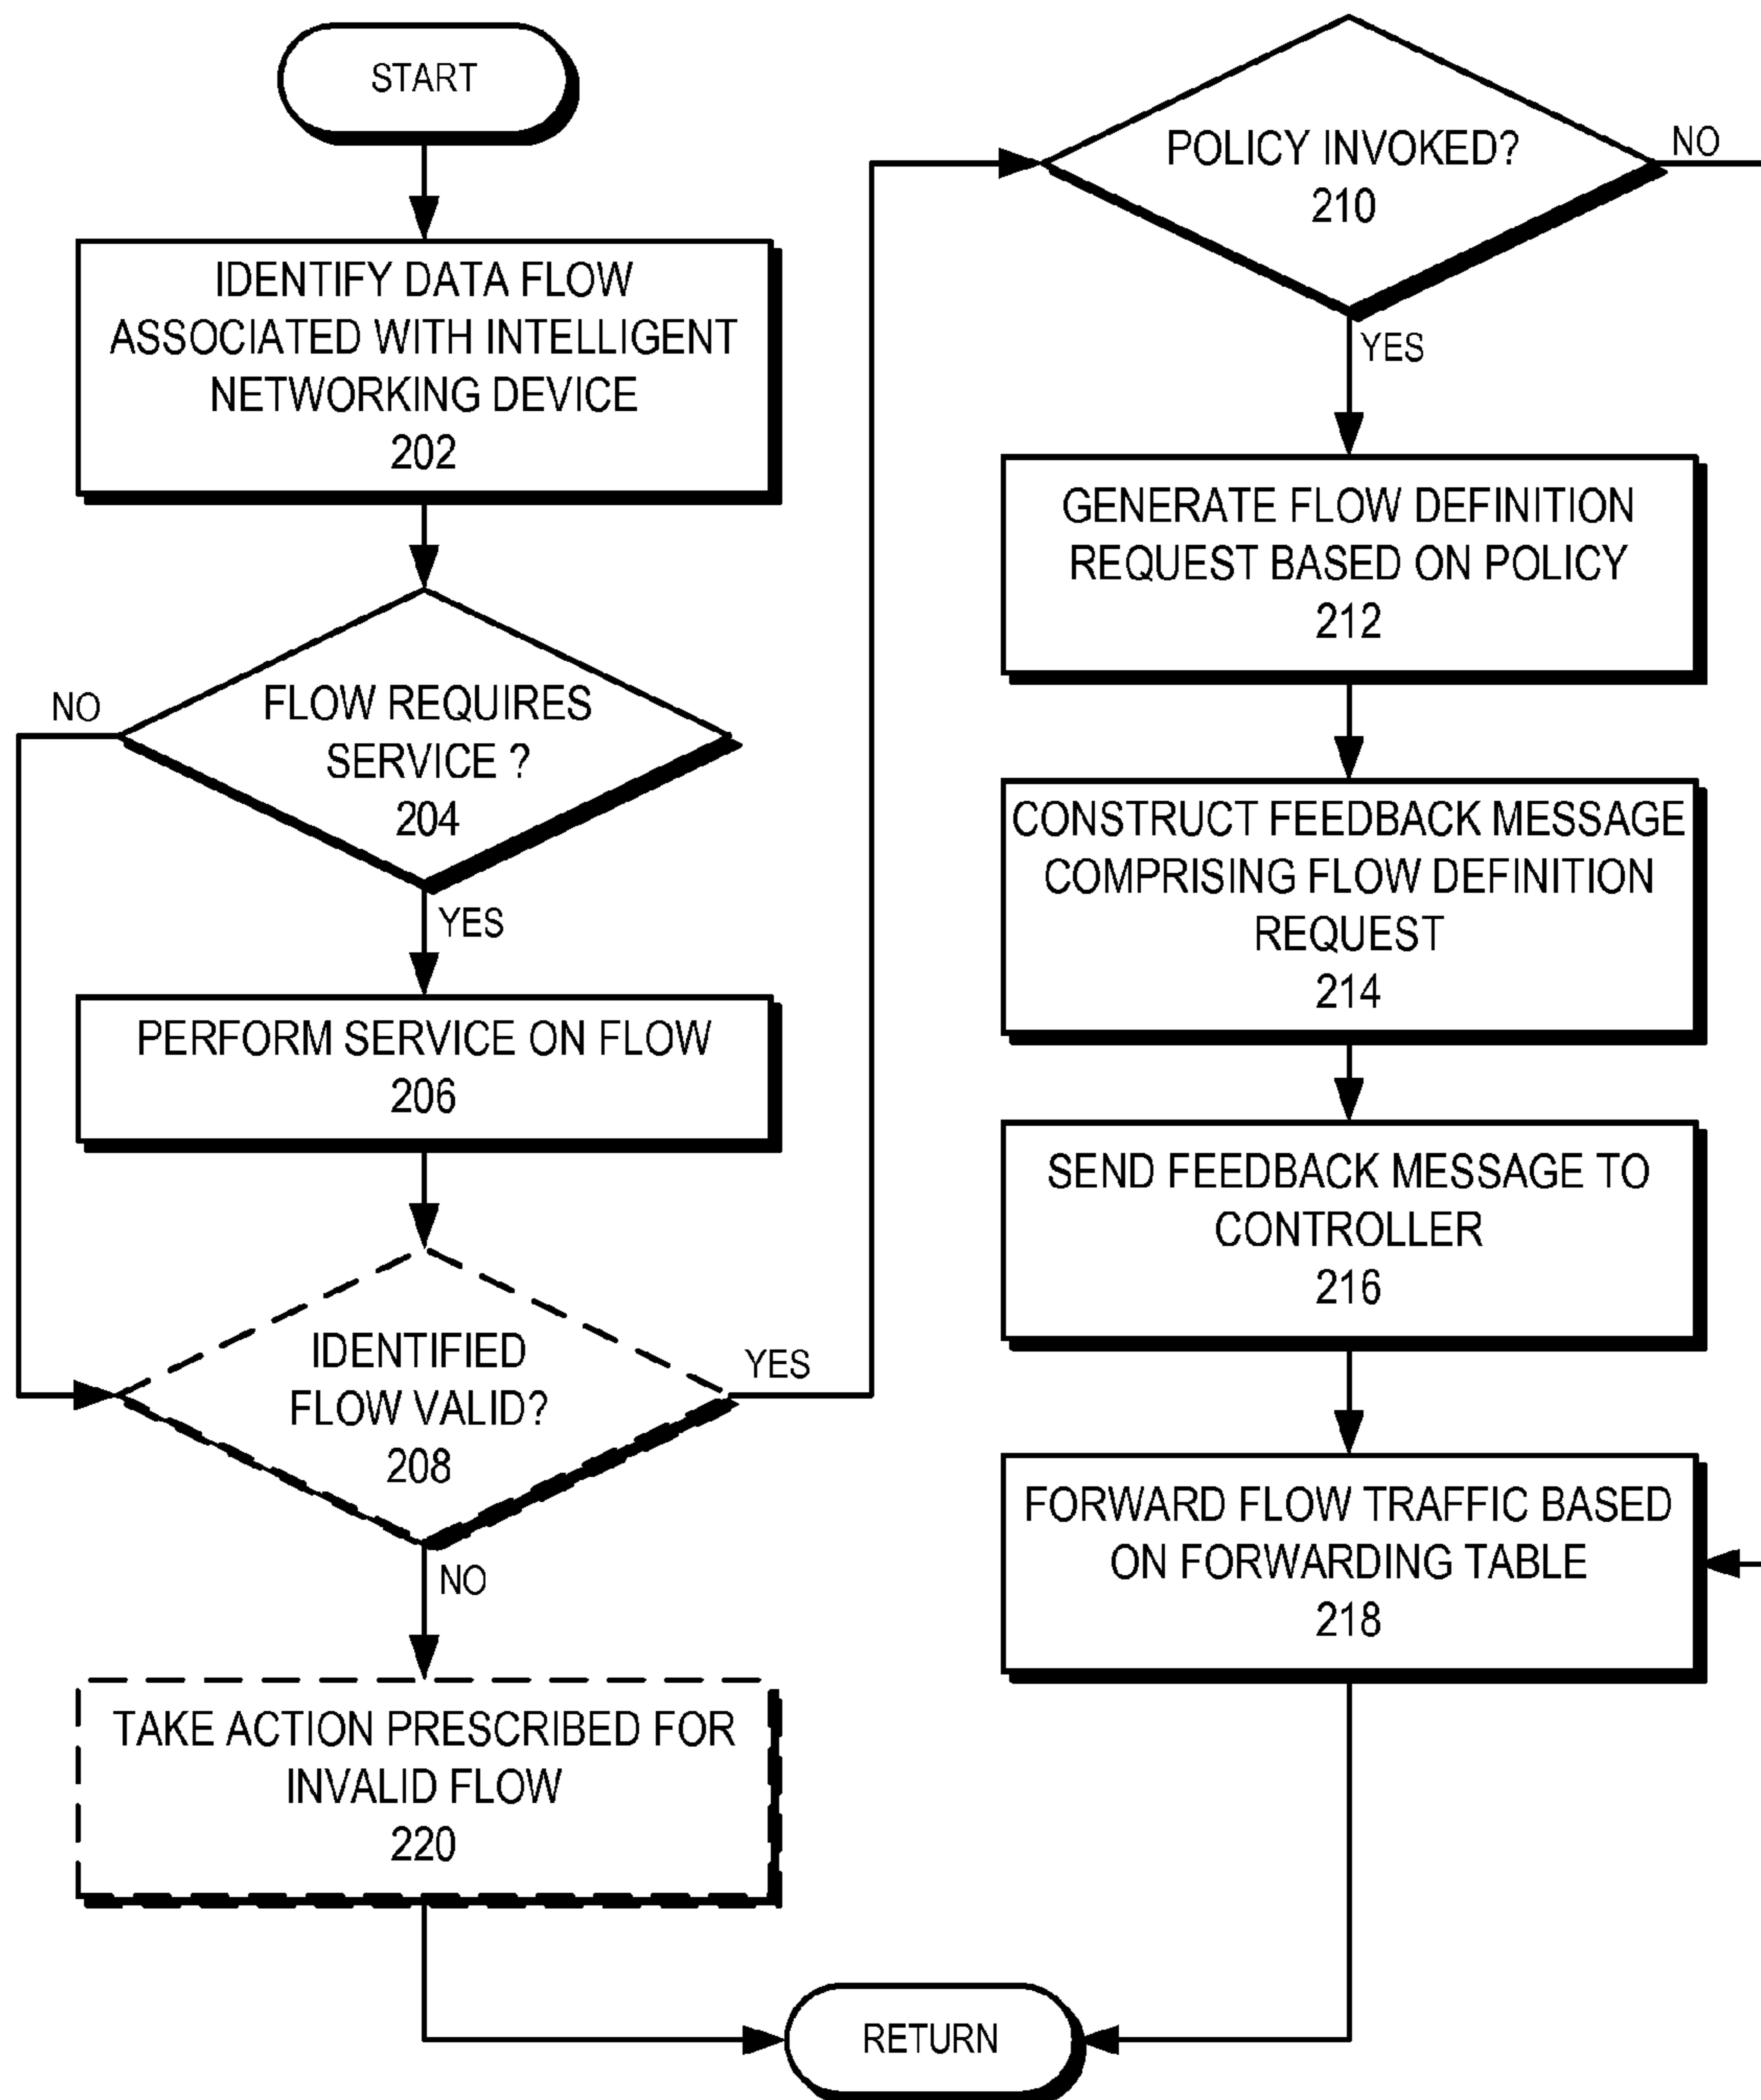 START
IDENTIFY DATA FLOW
ASSOCIATED WITH INTELLIGENT
NETWORKING DEVICE
202
FLOW REQUIRES
SERVICE ?
204
NO
YES
PERFORM SERVICE ON FLOW
206
IDENTIFIED
FLOW VALID?
208
YES
NO
TAKE ACTION PRESCRIBED FOR
INVALID FLOW
220
POLICY INVOKED?
210
NO
YES
GENERATE FLOW DEFINITION
REQUEST BASED ON POLICY
212
CONSTRUCT FEEDBACK MESSAGE
COMPRISING FLOW DEFINITION
REQUEST
214
SEND FEEDBACK MESSAGE TO
CONTROLLER
216
FORWARD FLOW TRAFFIC BASED
ON FORWARDING TABLE
218
RETURN